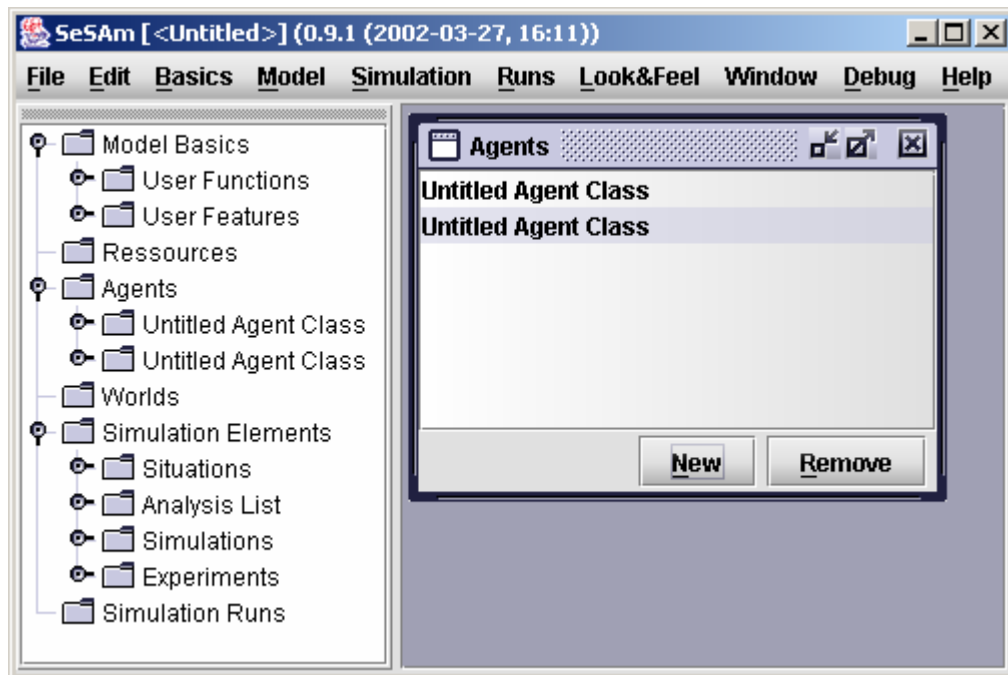 SeSAm [<Untitled>] (0.9.1 (2002-03-27, 16:11))
File Edit Basics Model Simulation Runs Look&Feel Window Debug Help
Model Basics
User Functions
User Features
Ressources
Agents
Untitled Agent Class
Untitled Agent Class
Worlds
Simulation Elements
Situations
Analysis List
Simulations
Experiments
Simulation Runs
Agents
Untitled Agent Class
Untitled Agent Class
New Remove